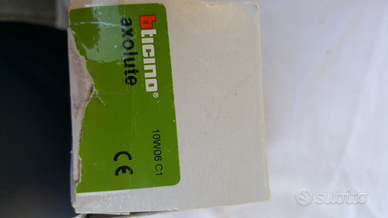 bticino®
axolute
10W06 C1
CE
subito